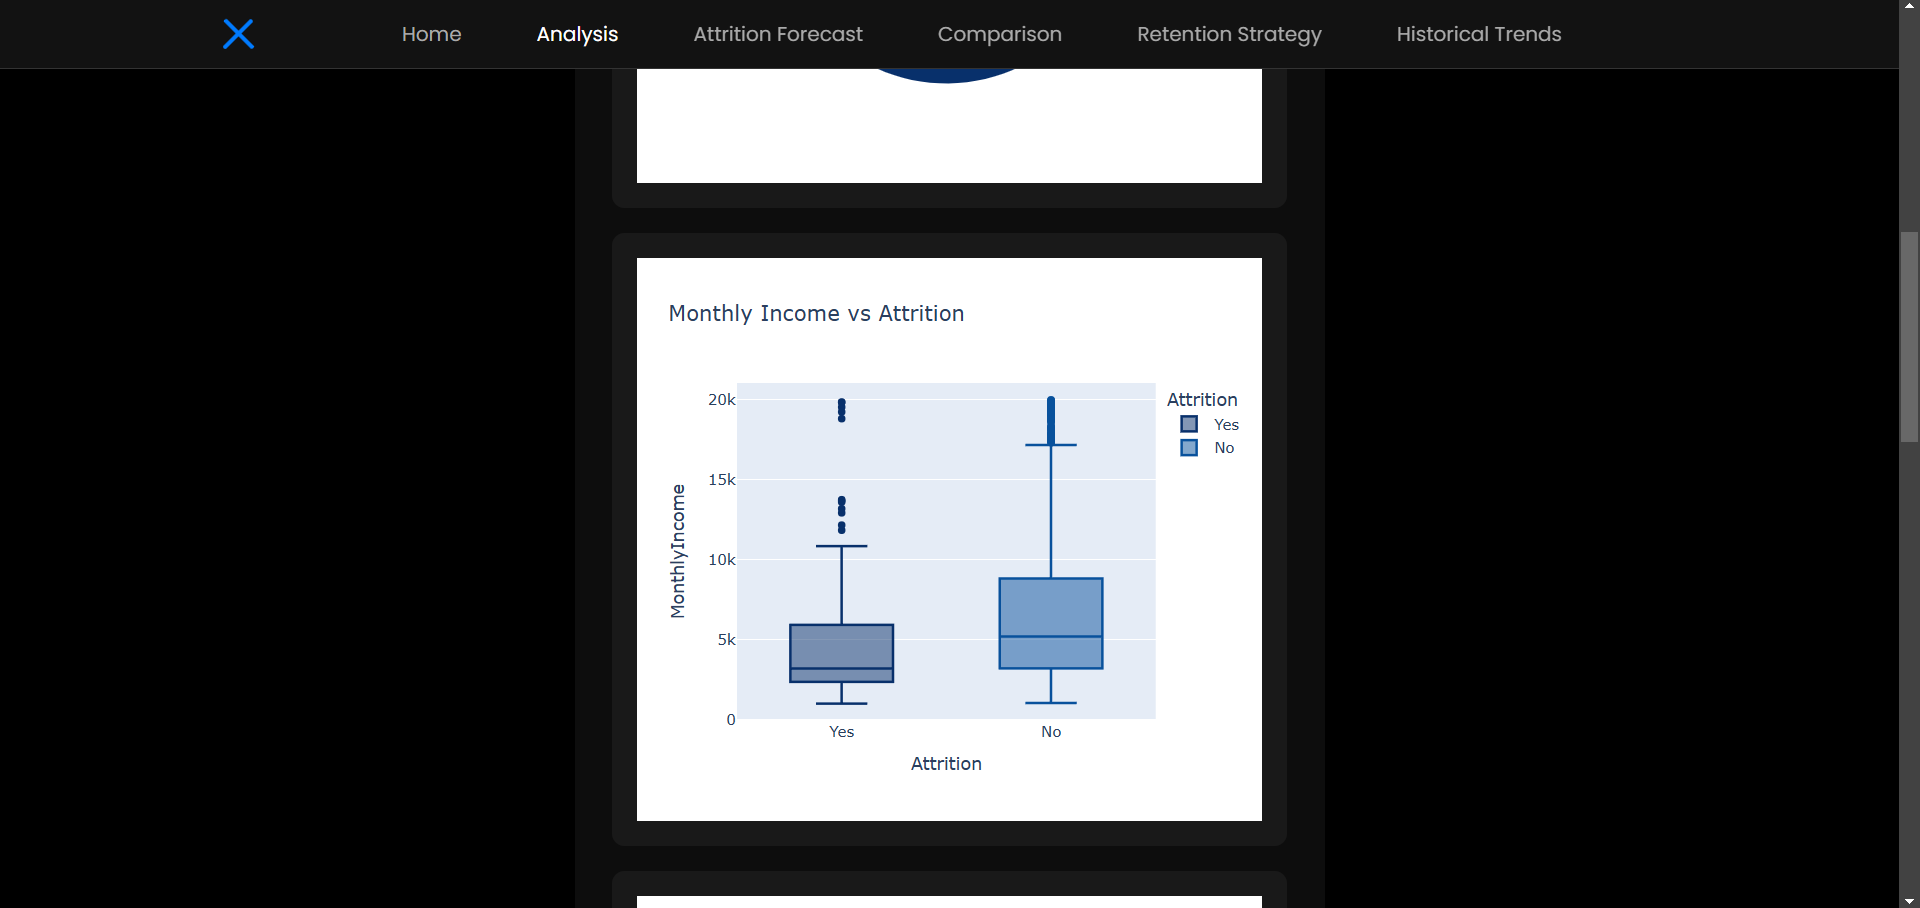 Home Analysis Attrition Forecast Comparison Retention Strategy Historical Trends
Monthly Income vs Attrition
20k
15k
10k
5k
0
MonthlyIncome
Yes No
Attrition
Attrition
Yes
No